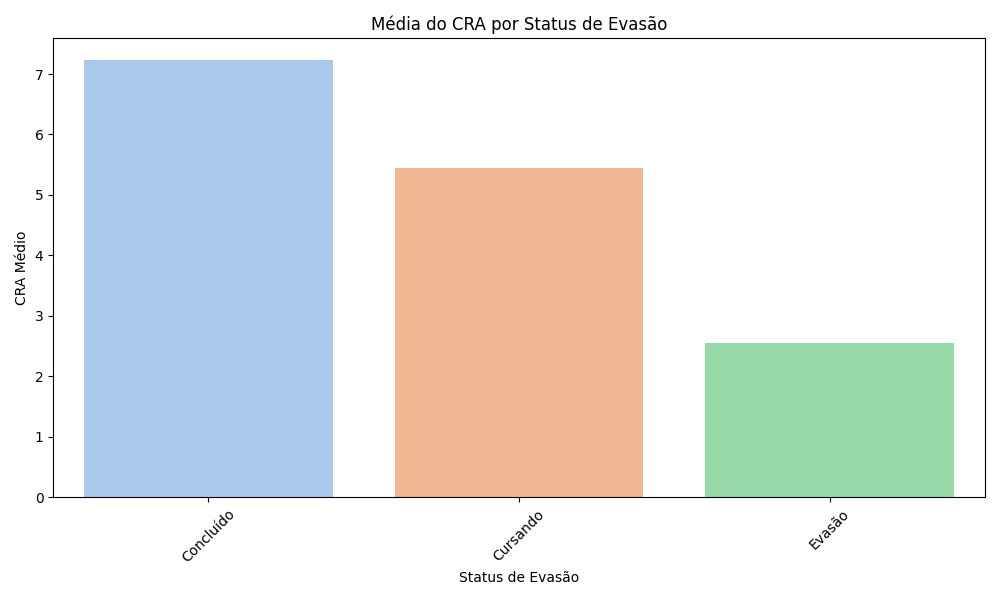 Média do CRA por Status de Evasão
CRA Médio
7
6
5
4
3
2
1
0
Concluído
Cursando
Evasão
Status de Evasão